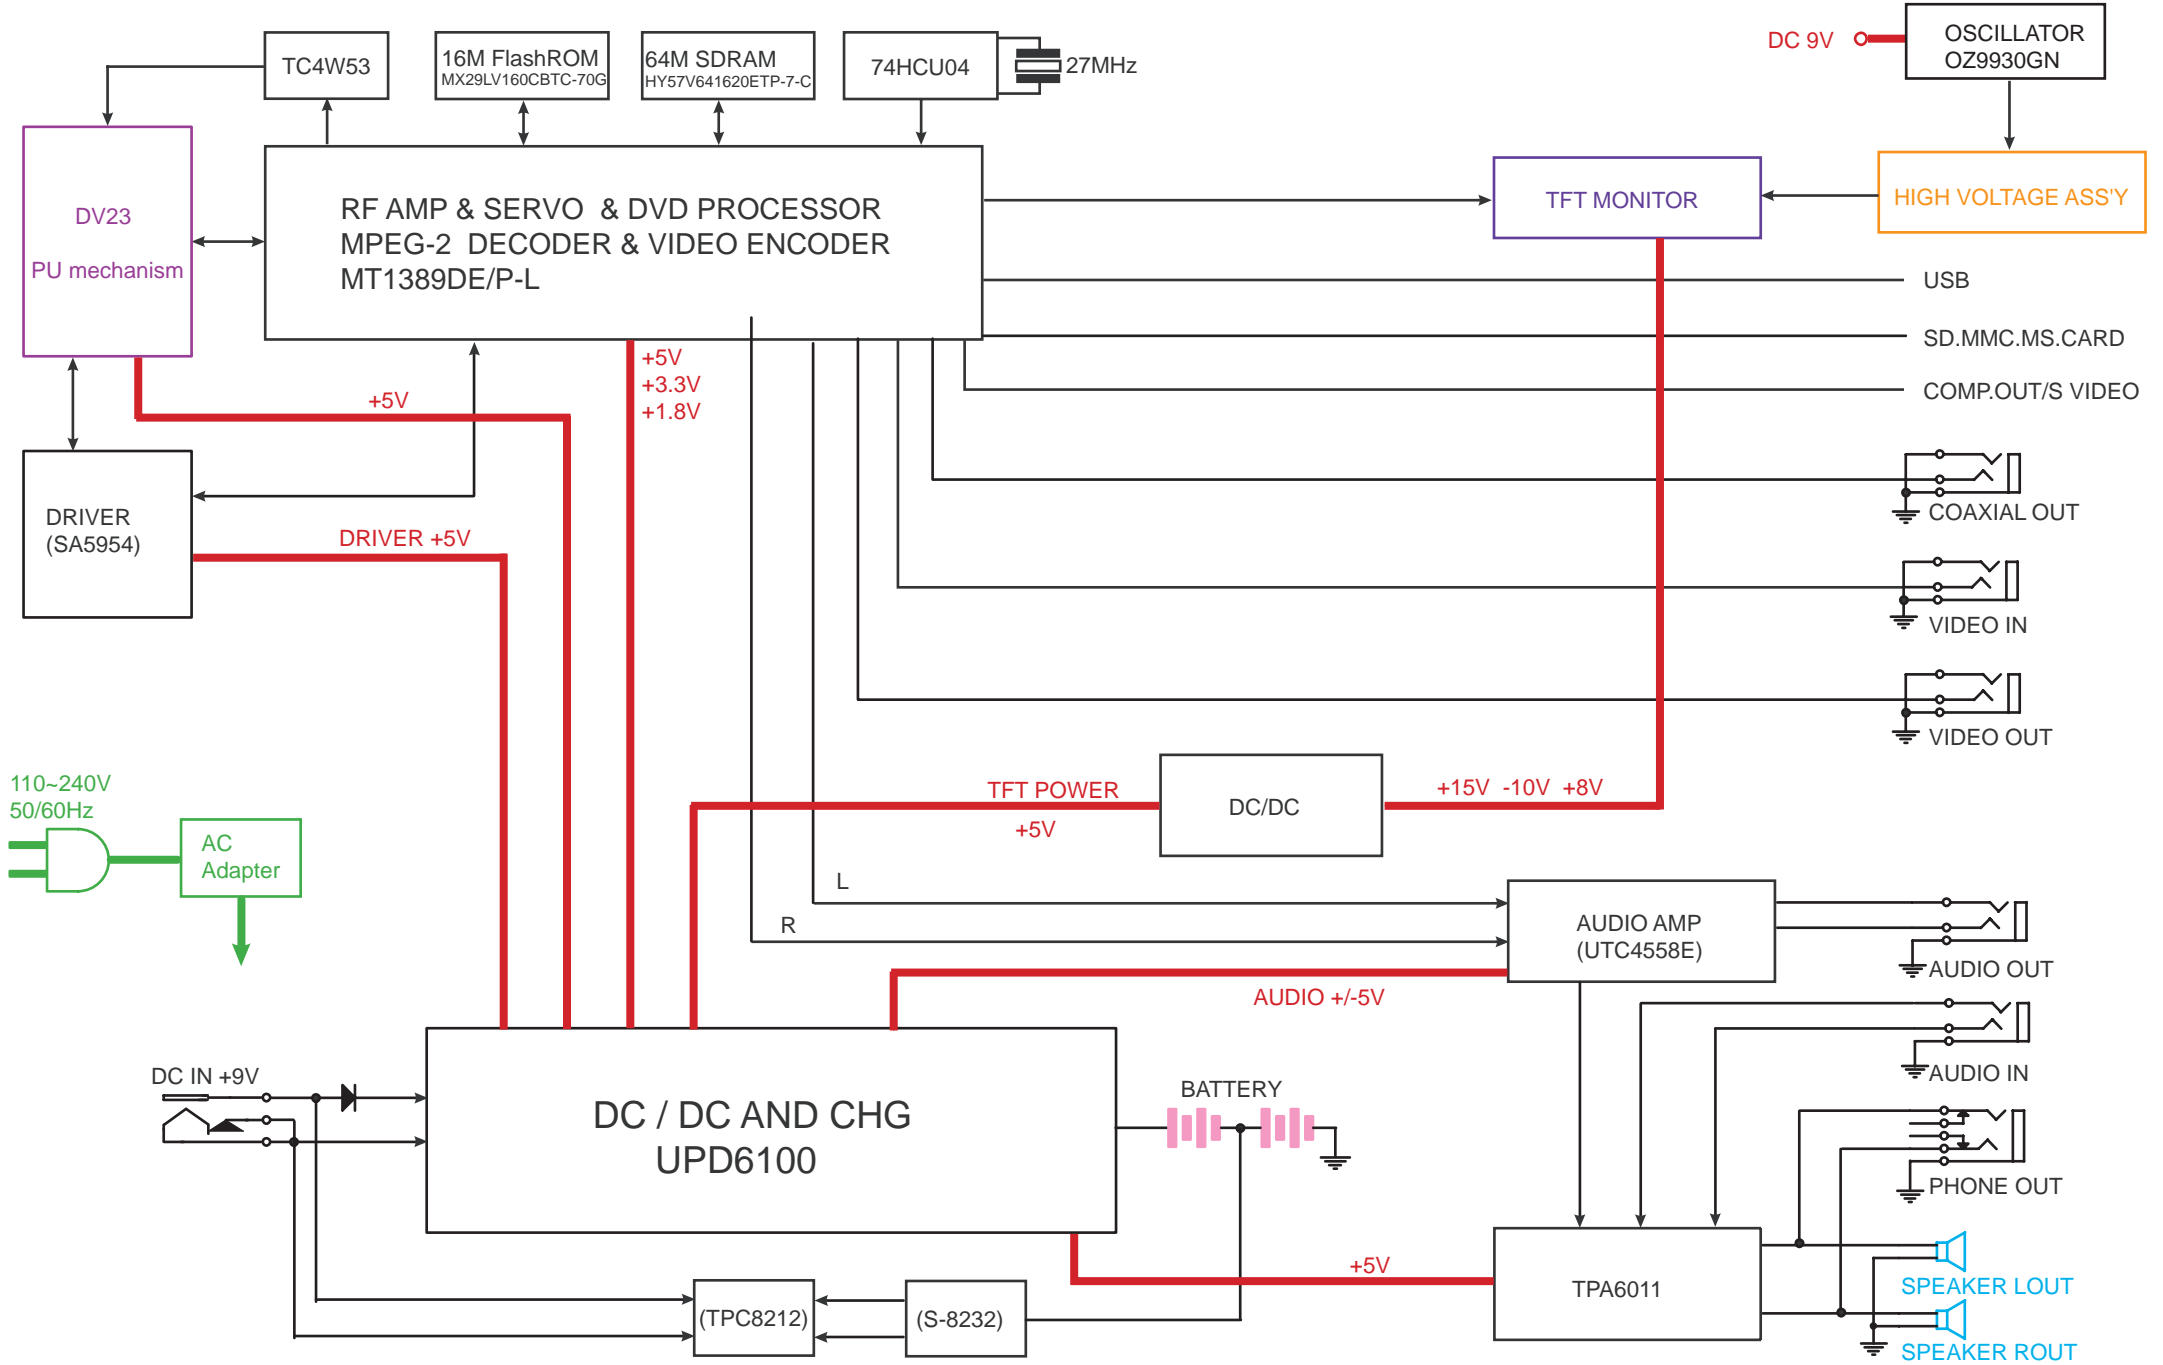 TC4W53
16M FlashROM
MX29LV160CBTC-70G
64M SDRAM
HY57V641620ETP-7-C
74HCU04
27MHz
DC 9V
OSCILLATOR
OZ9930GN
DV23
PU mechanism
RF AMP & SERVO & DVD PROCESSOR
MPEG-2 DECODER & VIDEO ENCODER
MT1389DE/P-L
TFT MONITOR
HIGH VOLTAGE ASS'Y
USB
SD.MMC.MS.CARD
COMP.OUT/S VIDEO
+5V
+5V
+3.3V
+1.8V
DRIVER
(SA5954)
DRIVER +5V
COAXIAL OUT
VIDEO IN
VIDEO OUT
110~240V
50/60Hz
AC
Adapter
TFT POWER
+5V
DC/DC
+15V -10V +8V
L
R
AUDIO AMP
(UTC4558E)
AUDIO OUT
AUDIO +/-5V
AUDIO IN
DC IN +9V
DC / DC AND CHG
UPD6100
BATTERY
PHONE OUT
+5V
TPA6011
SPEAKER LOUT
SPEAKER ROUT
(TPC8212)
(S-8232)